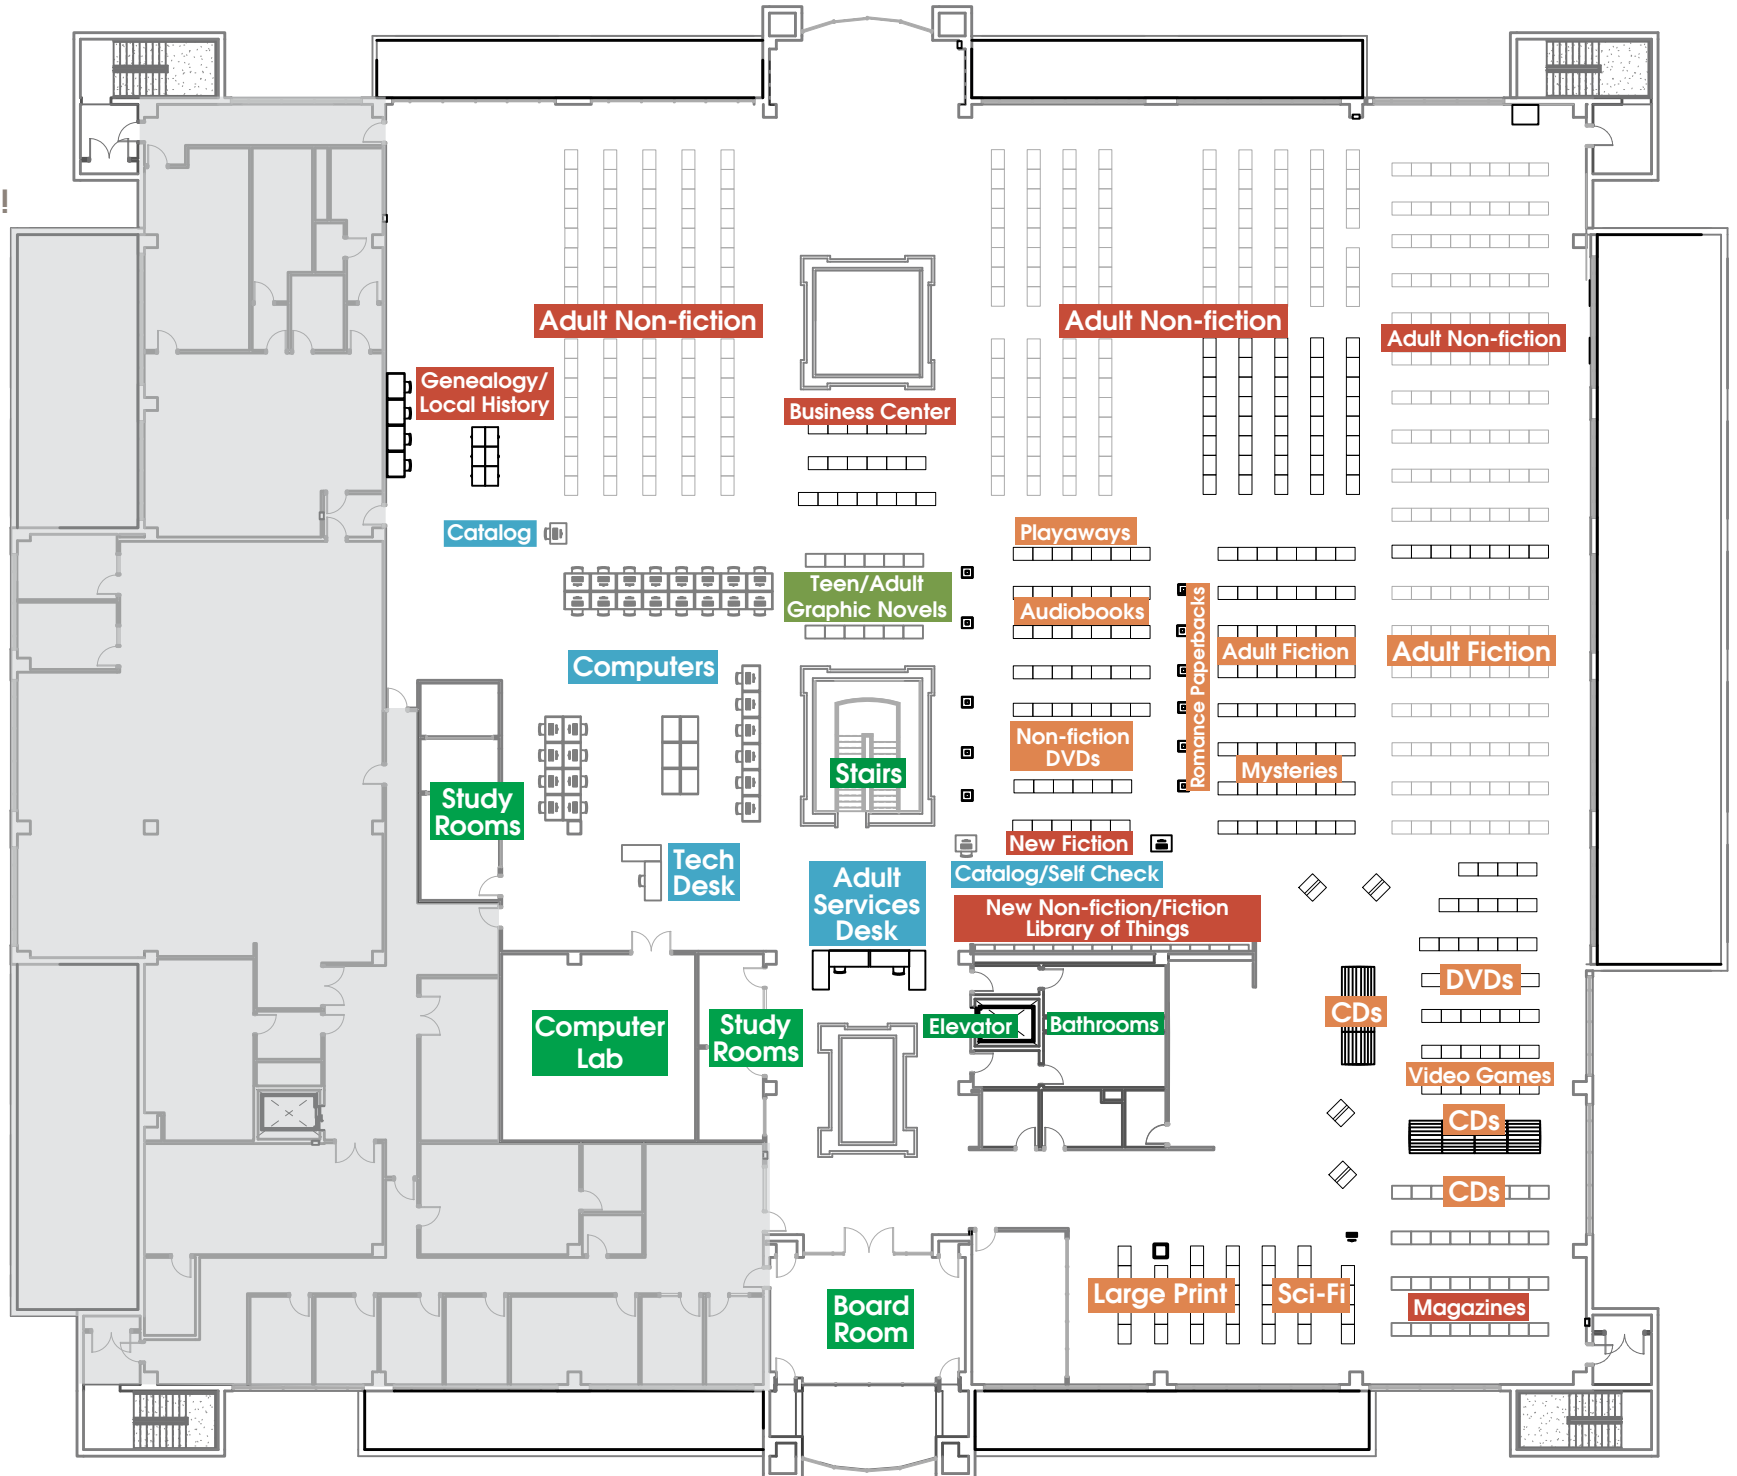 !
Adult Non-fiction
Adult Non-fiction
Adult Non-fiction
Genealogy/
Local History
Business Center
Catalog
Playaways
Teen/Adult
Graphic Novels
Audiobooks
Romance Paperbacks
Adult Fiction
Adult Fiction
Computers
Non-fiction
DVDs
Stairs
Mysteries
Study
Rooms
New Fiction
Tech
Desk
Adult
Services
Desk
Catalog/Self Check
New Non-fiction/Fiction
Library of Things
DVDs
CDs
Computer
Lab
Study
Rooms
Elevator
Bathrooms
Video Games
CDs
CDs
Large Print
Sci-Fi
Board
Room
Magazines